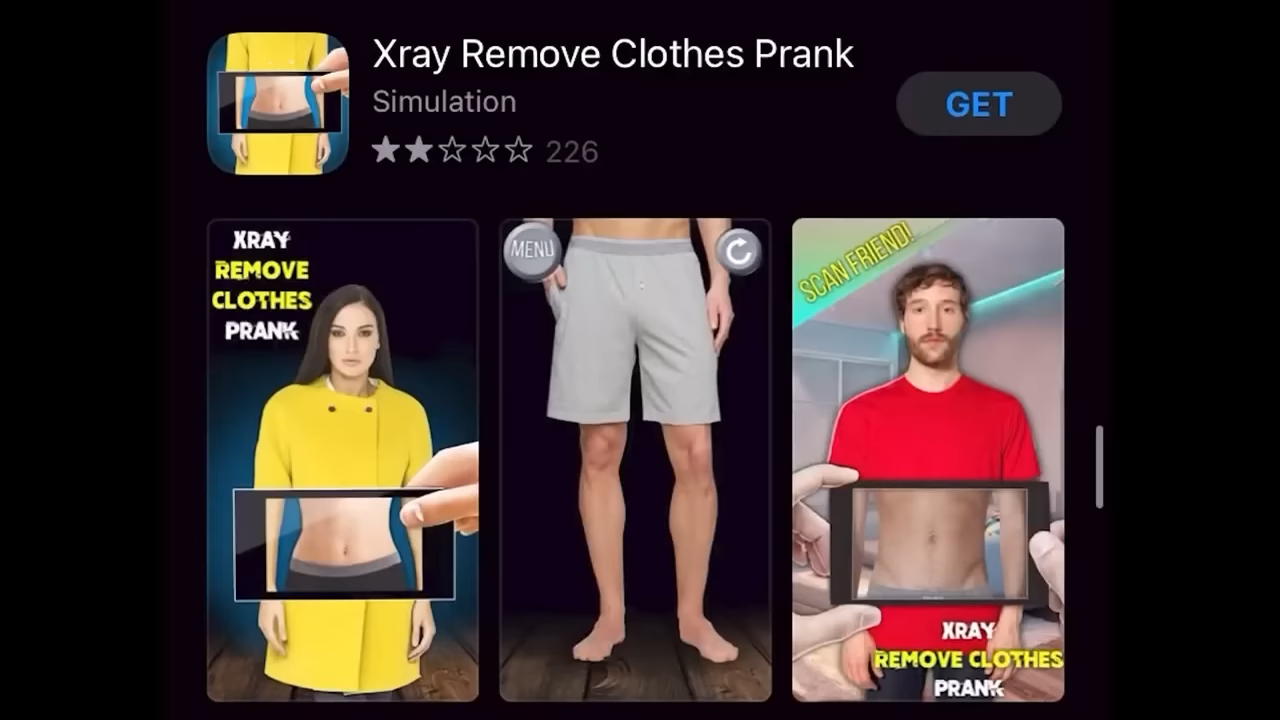 Xray Remove Clothes Prank
Simulation
226
GET
XRAY
REMOVE
CLOTHES
PRANK
MENU
SCAN FRIEND!
XRAY
REMOVE CLOTHES
PRANK